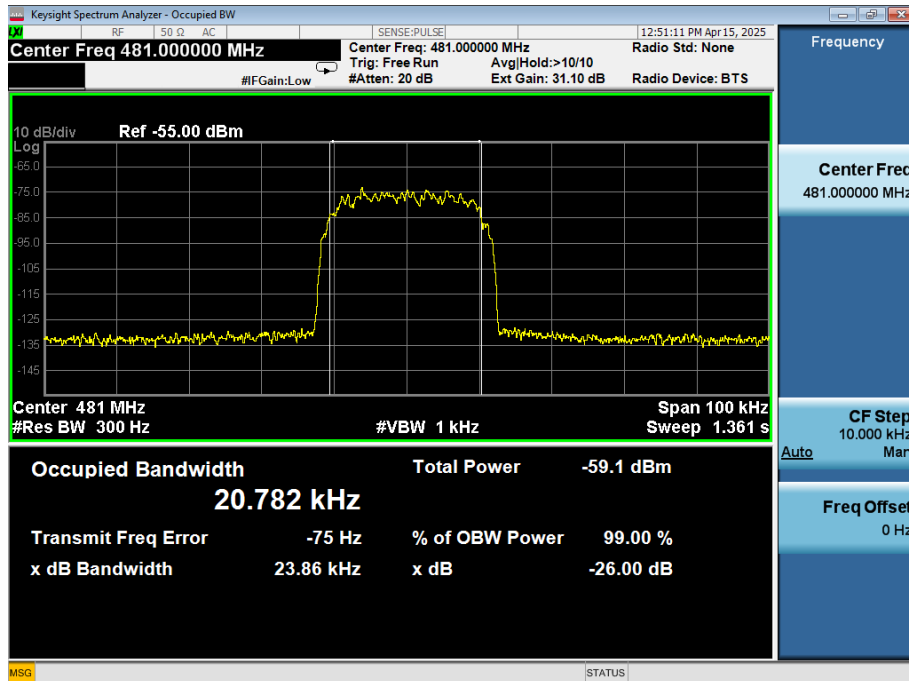 Keysight Spectrum Analyzer - Occupied BW
LXI RF 50 Ω AC SENSE:PULSE 12:51:11 PM Apr 15, 2025
Center Freq 481.000000 MHz
Center Freq: 481.000000 MHz Radio Std: None
Trig: Free Run Avg|Hold:>10/10
#IFGain:Low #Atten: 20 dB Ext Gain: 31.10 dB Radio Device: BTS
10 dB/div Ref -55.00 dBm
Log
-65.0
-75.0
-85.0
-95.0
-105
-115
-125
-135
-145
Center 481 MHz Span 100 kHz
#Res BW 300 Hz #VBW 1 kHz Sweep 1.361 s
Occupied Bandwidth Total Power -59.1 dBm
20.782 kHz
Transmit Freq Error -75 Hz % of OBW Power 99.00 %
x dB Bandwidth 23.86 kHz x dB -26.00 dB
Frequency
Center Freq
481.000000 MHz
CF Step
10.000 kHz
Auto Man
Freq Offset
0 Hz
MSG STATUS